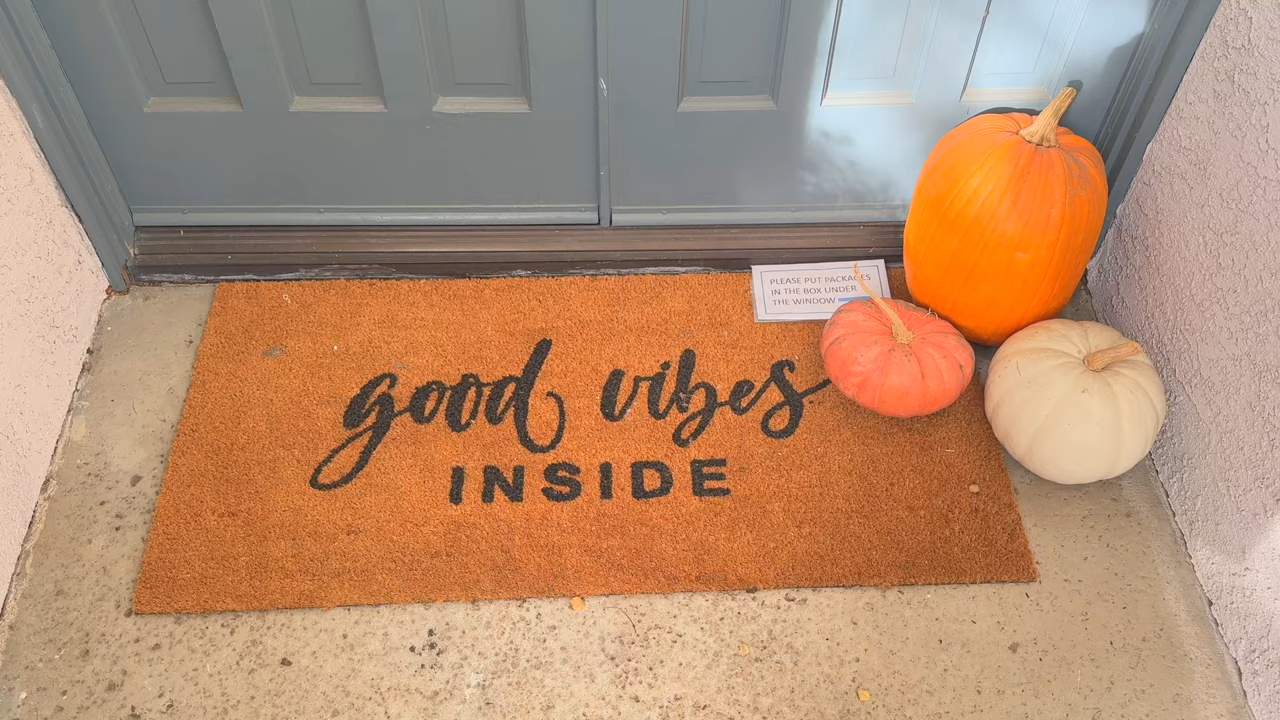 PLEASE PUT PACKAGES
IN THE BOX UNDER
THE WINDOW
good vibes
INSIDE